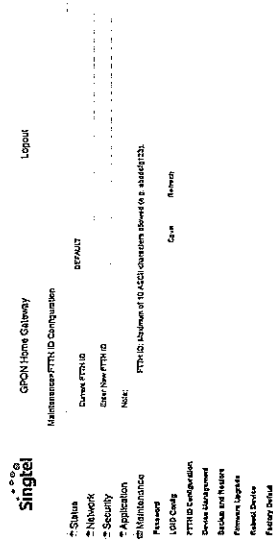 Singtel
GPON Home Gateway
Logout
Maintenance>FTTH ID Configuration
Status
Network
Security
Application
Maintenance
Password
LOID Config
FTTH ID Configuration
Device Management
Backup and Restore
Firmware Upgrade
Reboot Device
Factory Default
Current FTTH ID
DEFAULT
Enter New FTTH ID
Note:
FTTH ID: Maximum of 10 ASCII characters allowed (e.g.
Save
Refresh